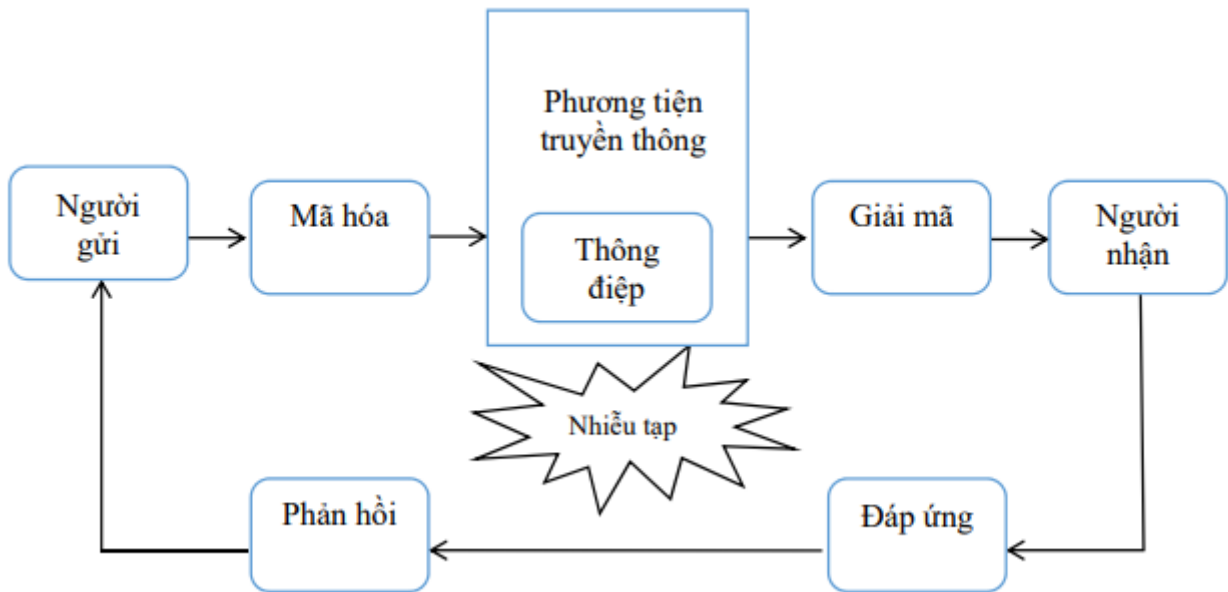 Phương tiện
truyền thông
Người
gửi
Mã hóa
Thông
điệp
Giải mã
Người
nhận
Nhiễu tạp
Phản hồi
Đáp ứng